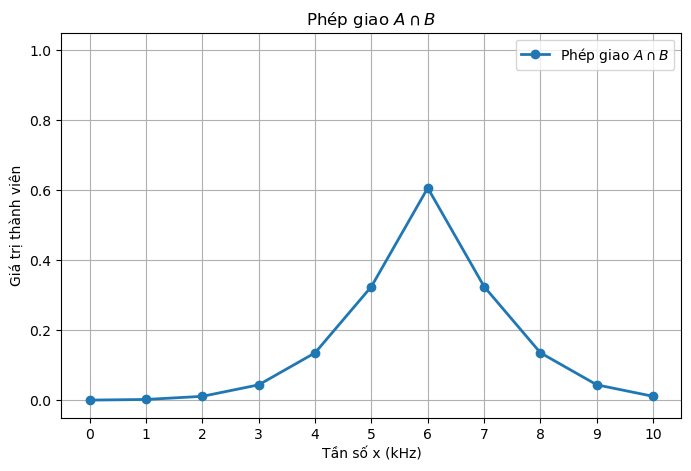 Phép giao A ∩ B
Phép giao A ∩ B
1.0
0.8
0.6
0.4
0.2
0.0
Giá trị thành viên
0 1 2 3 4 5 6 7 8 9 10
Tần số x (kHz)